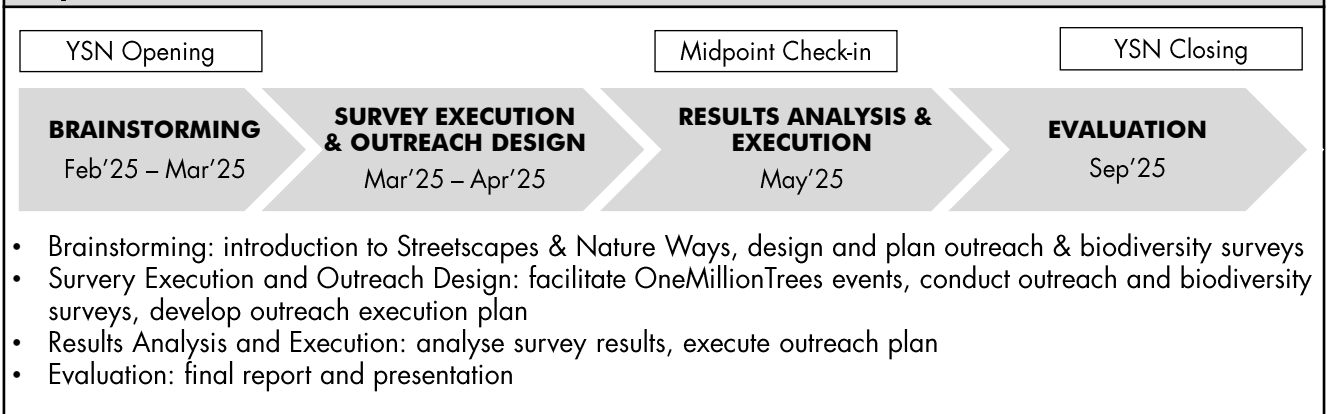 YSN Opening
Midpoint Check-in
YSN Closing
BRAINSTORMING
Feb’25 – Mar’25
SURVEY EXECUTION
& OUTREACH DESIGN
Mar’25 – Apr’25
RESULTS ANALYSIS &
EXECUTION
May’25
EVALUATION
Sep’25
• Brainstorming: introduction to Streetscapes & Nature Ways, design and plan outreach & biodiversity surveys
• Survery Execution and Outreach Design: facilitate OneMillionTrees events, conduct outreach and biodiversity
surveys, develop outreach execution plan
• Results Analysis and Execution: analyse survey results, execute outreach plan
• Evaluation: final report and presentation